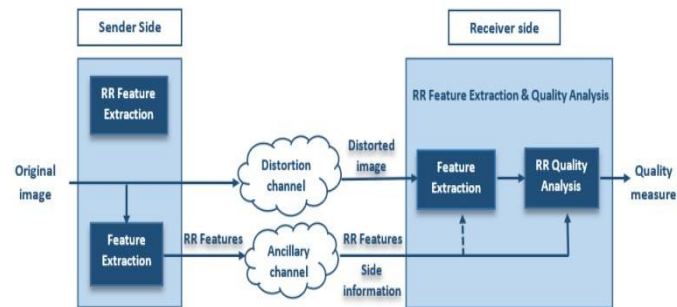 Sender Side
Receiver side
RR Feature
Extraction
RR Feature Extraction & Quality Analysis
Original
image
Distortion
channel
Distorted
image
Feature
Extraction
RR Quality
Analysis
Quality
measure
Feature
Extraction
RR Features
Ancillary
channel
RR Features
Side
information